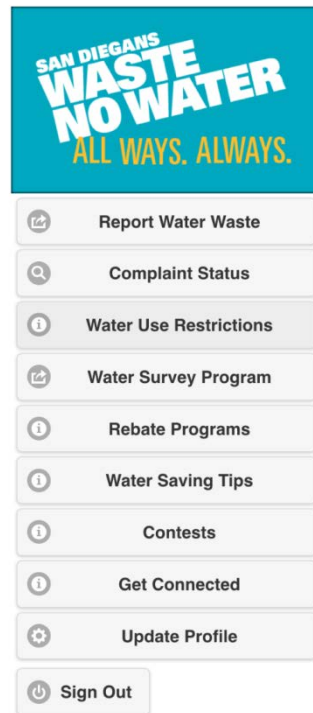 SAN DIEGANS
WASTE
NO WATER
ALL WAYS. ALWAYS.
Report Water Waste
Complaint Status
Water Use Restrictions
Water Survey Program
Rebate Programs
Water Saving Tips
Contests
Get Connected
Update Profile
Sign Out